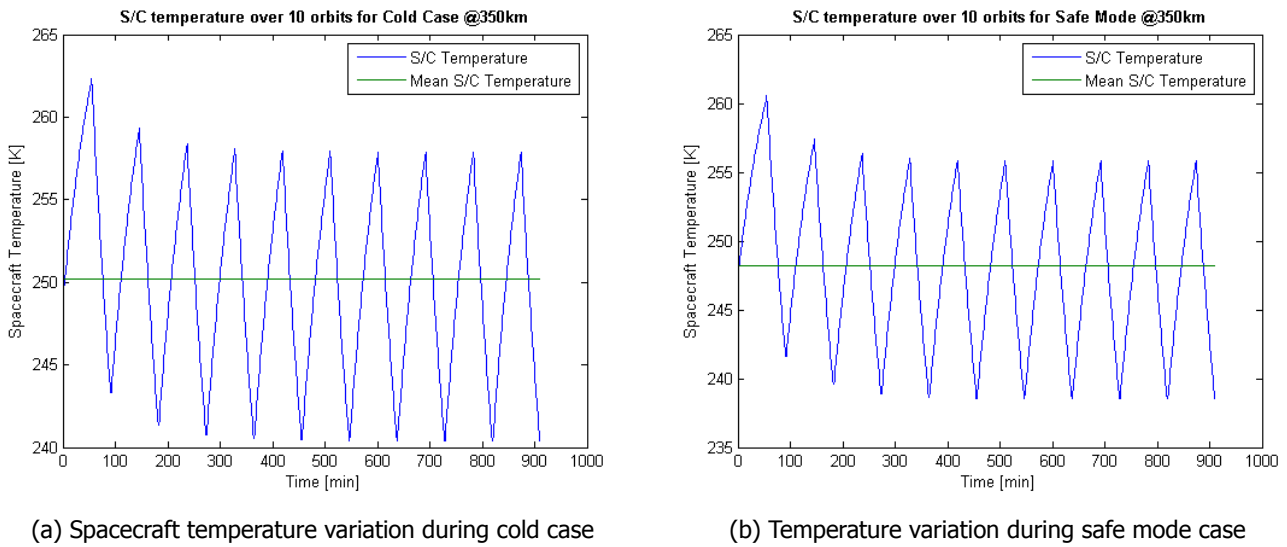 S/C temperature over 10 orbits for Cold Case @350km
265
260
255
250
245
240
0 100 200 300 400 500 600 700 800 900 1000
Spacecraft Temperature [K]
Time [min]
S/C Temperature
Mean S/C Temperature
(a) Spacecraft temperature variation during cold case
S/C temperature over 10 orbits for Safe Mode @350km
265
260
255
250
245
240
235
0 100 200 300 400 500 600 700 800 900 1000
Spacecraft Temperature [K]
Time [min]
S/C Temperature
Mean S/C Temperature
(b) Temperature variation during safe mode case